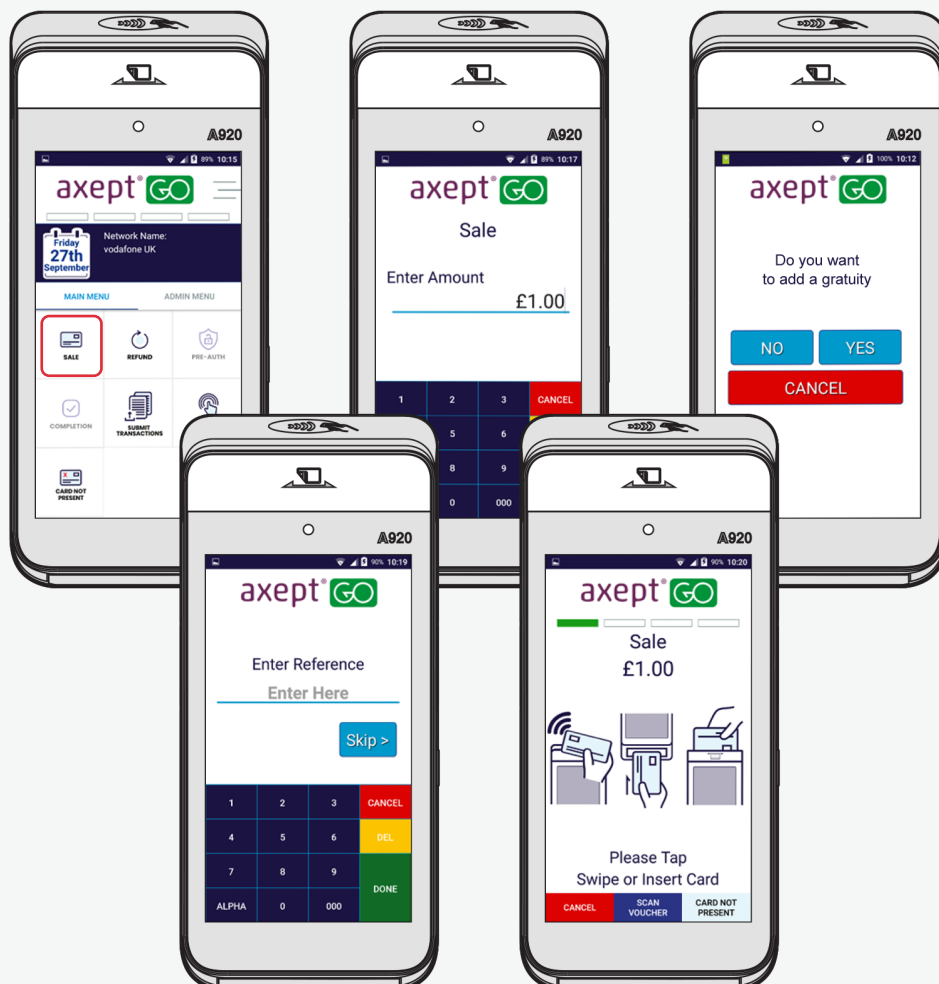 A920
89% 10:15
axept® GO
Friday
27th
September
Network Name:
vodafone UK
MAIN MENU
ADMIN MENU
SALE
REFUND
PRE-AUTH
COMPLETION
SUBMIT
TRANSACTIONS
CARD NOT
PRESENT
A920
89% 10:17
axept® GO
Sale
Enter Amount
£1.00
1 2 3 CANCEL
5 6
8 9
0 000
A920
100% 10:12
axept® GO
Do you want
to add a gratuity
NO YES
CANCEL
A920
90% 10:19
axept® GO
Enter Reference
Enter Here
Skip >
1 2 3 CANCEL
4 5 6 DEL
7 8 9
DONE
ALPHA 0 000
A920
90% 10:20
axept® GO
Sale
£1.00
Please Tap
Swipe or Insert Card
CANCEL
SCAN
VOUCHER
CARD NOT
PRESENT